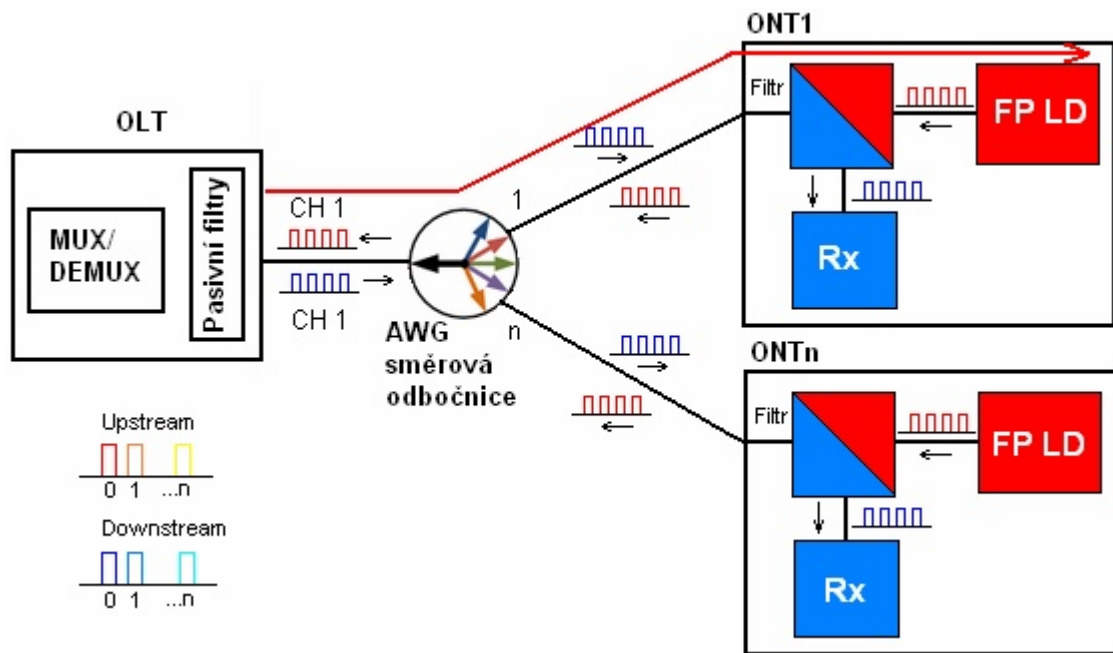 OLT
MUX/
DEMUX
Pasivní filtry
CH 1
CH 1
1
n
AWG
směrová
odbočnice
ONT1
Filtr
FP LD
Rx
ONTn
Filtr
FP LD
Rx
Upstream
0 1 ...n
Downstream
0 1 ...n